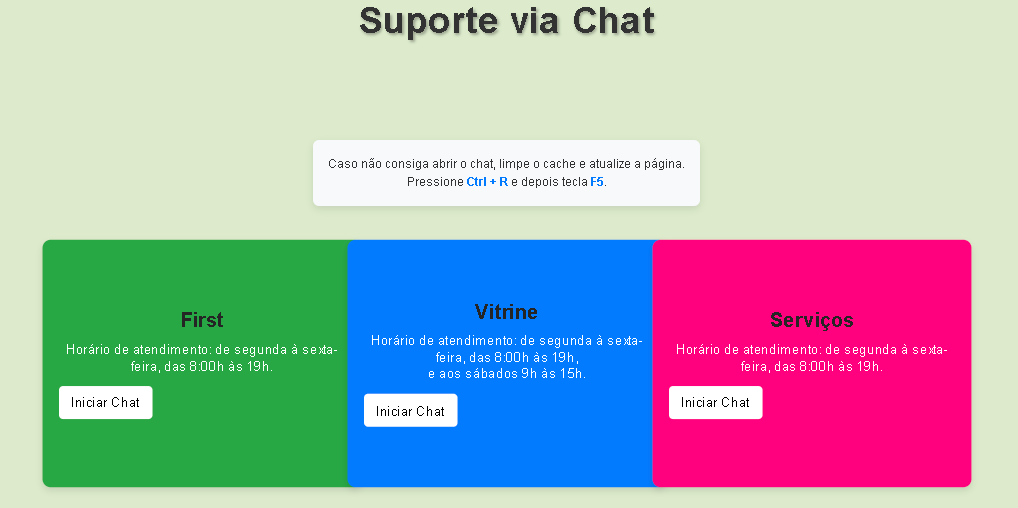 Suporte via Chat
Caso não consiga abrir o chat, limpe o cache e atualize a página.
Pressione Ctrl + R e depois tecla F5.
First
Horário de atendimento: de segunda à sexta-
feira, das 8:00h às 19h.
Iniciar Chat
Vitrine
Horário de atendimento: de segunda à sexta-
feira, das 8:00h às 19h,
e aos sábados 9h às 15h.
Iniciar Chat
Serviços
Horário de atendimento: de segunda à sexta-
feira, das 8:00h às 19h.
Iniciar Chat